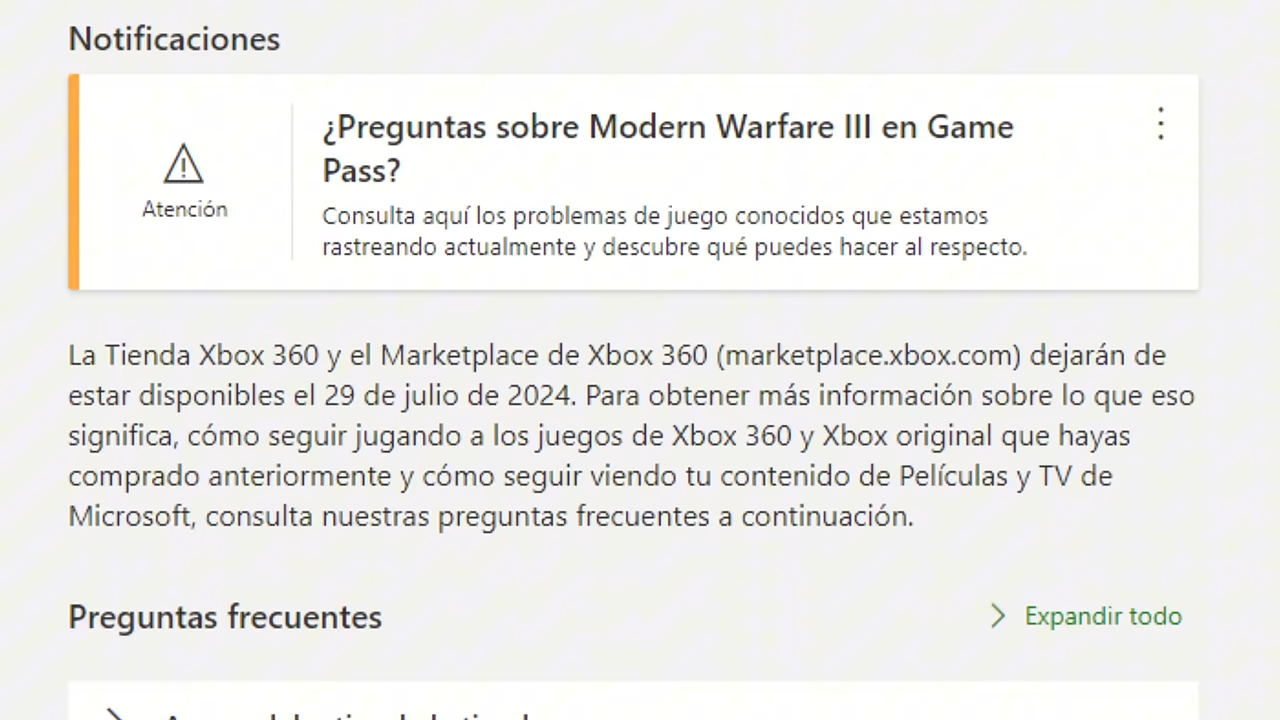 Notificaciones
¿Preguntas sobre Modern Warfare III en Game
Pass?
Atención
Consulta aquí los problemas de juego conocidos que estamos
rastreando actualmente y descubre qué puedes hacer al respecto.
La Tienda Xbox 360 y el Marketplace de Xbox 360 (marketplace.xbox.com) dejarán de
estar disponibles el 29 de julio de 2024. Para obtener más información sobre lo que eso
significa, cómo seguir jugando a los juegos de Xbox 360 y Xbox original que hayas
comprado anteriormente y cómo seguir viendo tu contenido de Películas y TV de
Microsoft, consulta nuestras preguntas frecuentes a continuación.
Preguntas frecuentes
Expandir todo